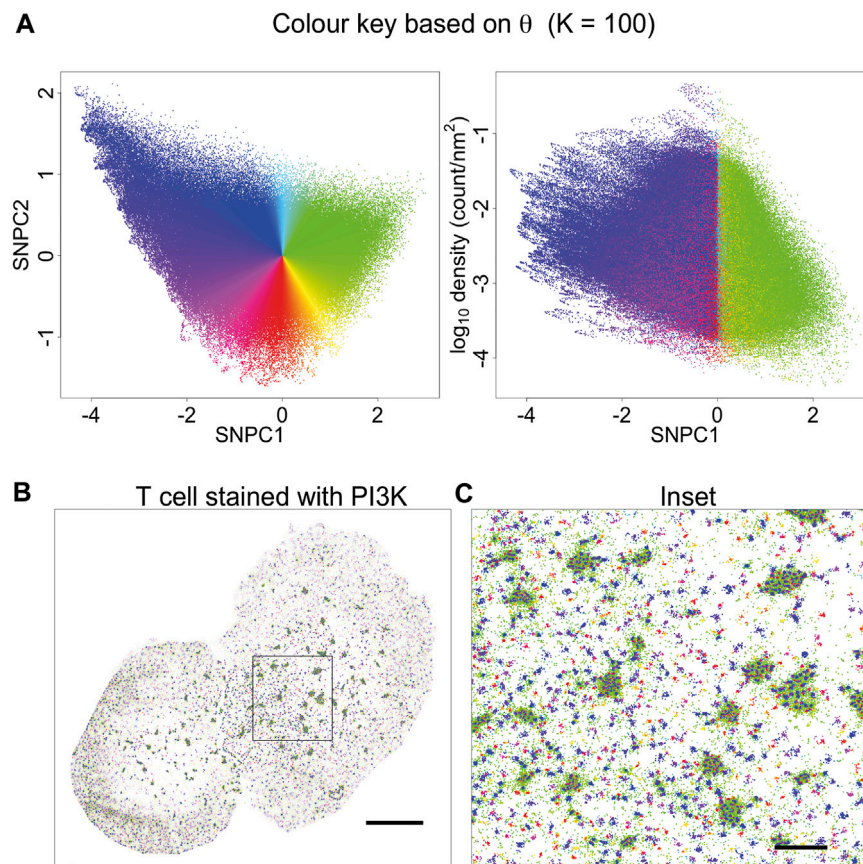 A
Colour key based on θ (K = 100)
2
1
0
-1
SNPC2
-4
-2
0
2
SNPC1
-1
-2
-3
-4
log10 density (count/nm2)
-4
-2
0
2
SNPC1
B
T cell stained with PI3K
C
Inset